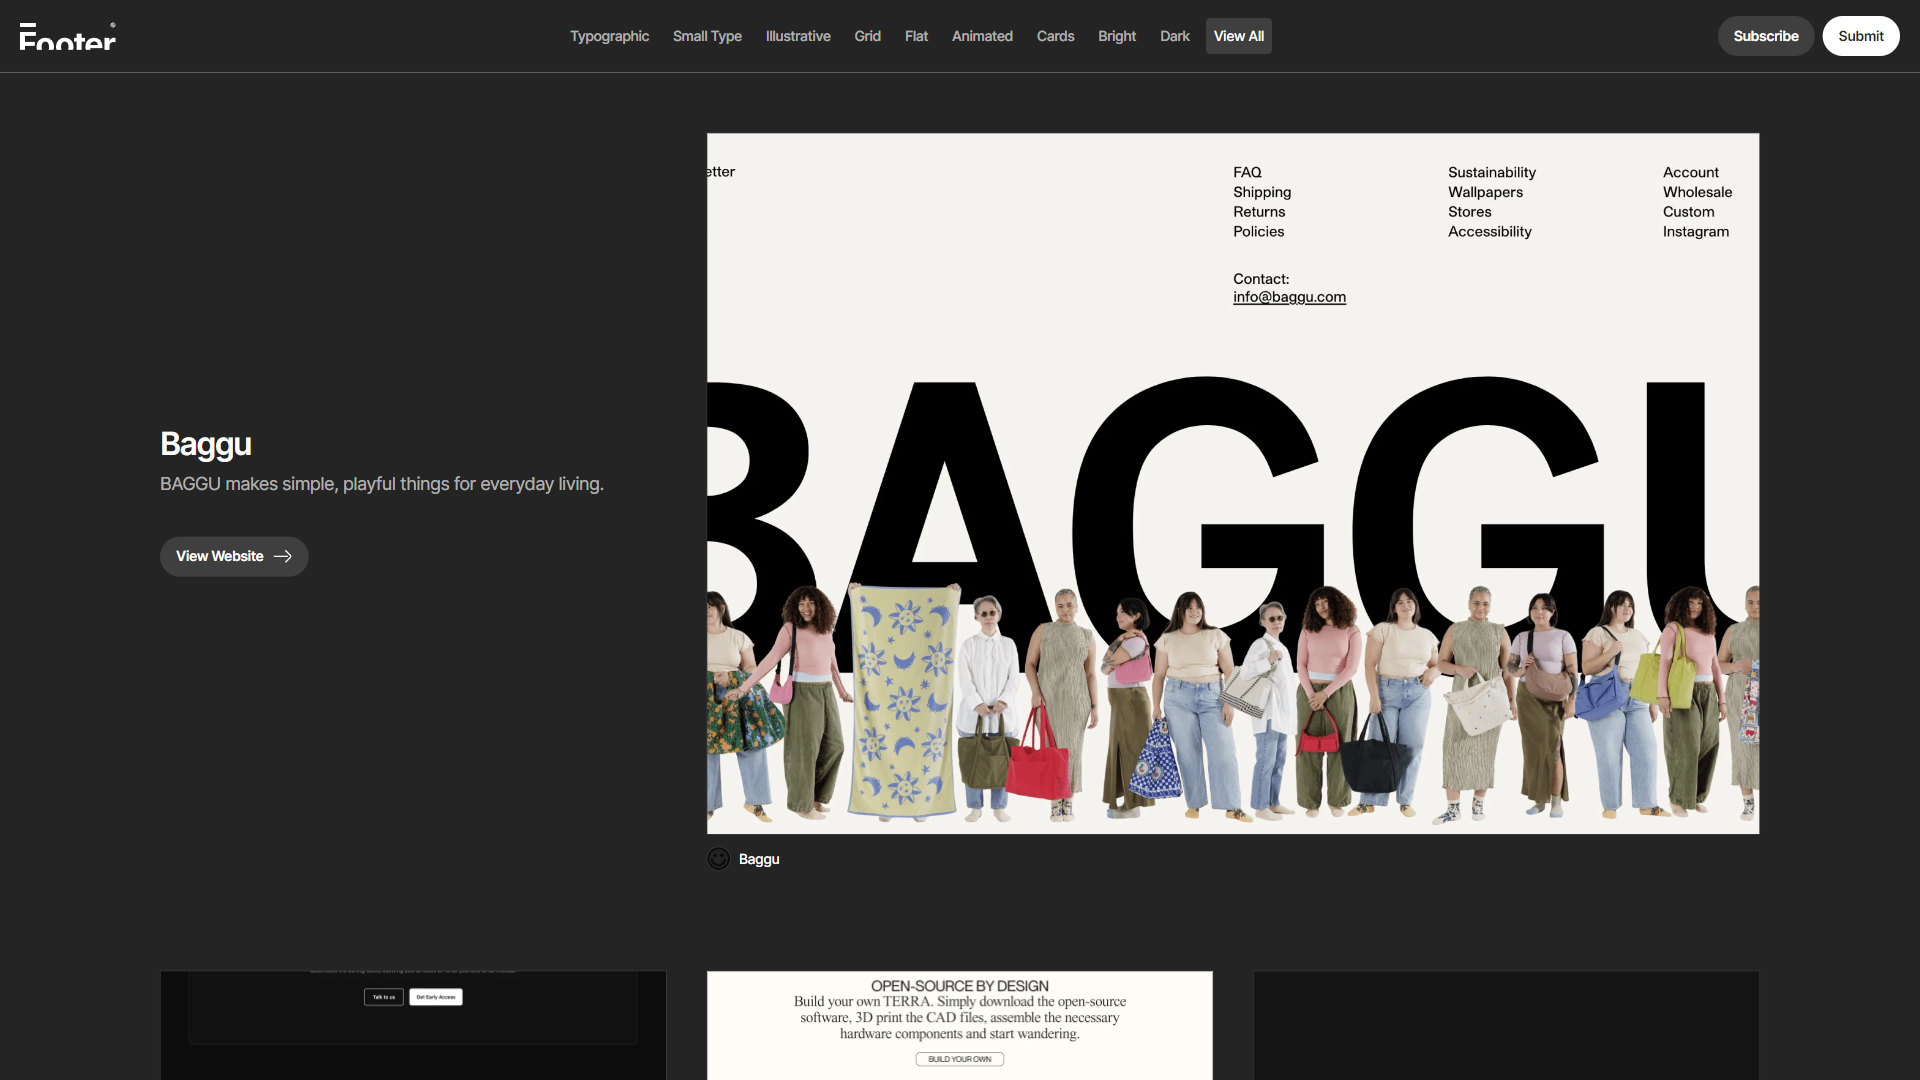 Footer
Typographic
Small Type
Illustrative
Grid
Flat
Animated
Cards
Bright
Dark
View All
Subscribe
Submit
etter
FAQ
Shipping
Returns
Policies
Contact:
info@baggu.com
Sustainability
Wallpapers
Stores
Accessibility
Account
Wholesale
Custom
Instagram
BAGGU
Baggu
BAGGU makes simple, playful things for everyday living.
View Website
Baggu
Talk to us
Get Early Access
OPEN-SOURCE BY DESIGN
Build your own TERRA. Simply download the open-source
software, 3D print the CAD files, assemble the necessary
hardware components and start wandering.
BUILD YOUR OWN